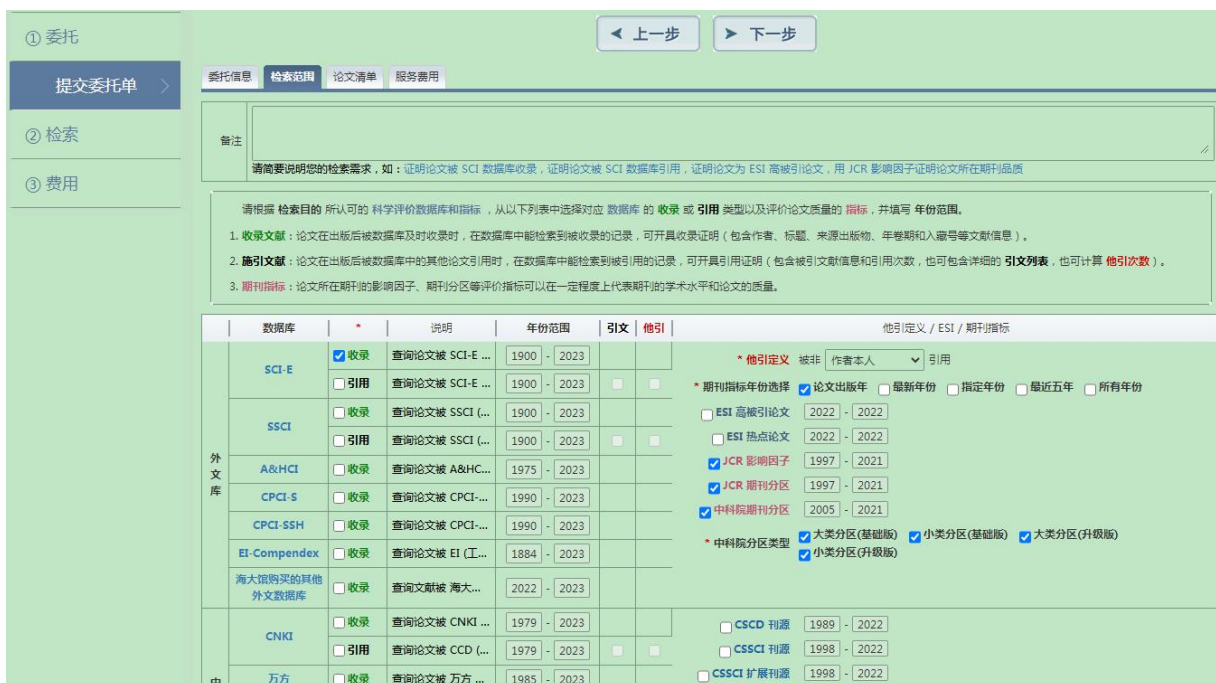 上一步 下一步
① 委托
提交委托单
② 检索
③ 费用
委托信息 检索范围 论文清单 服务费用
备注
请简要说明您的检索需求，如：证明论文被 SCI 数据库收录，证明论文被 SCI 数据库引用，证明论文为 ESI 高被引论文，用 JCR 影响因子证明论文所在期刊品质
请根据 检索目的 所认可的 科学评价数据库和指标 ，从以下列表中选择对应 数据库 的 收录 或 引用 类型以及评价论文质量的 指标，并填写 年份范围。
1. 收录文献：论文在出版后被数据库及时收录时，在数据库中能检索到被收录的记录，可开具收录证明（包含作者、标题、来源出版物、年卷期和入藏号等文献信息）。
2. 施引文献：论文在出版后被数据库中的其他论文引用时，在数据库中能检索到被引用的记录，可开具引用证明（包含被引文献信息和引用次数，也可包含详细的 引文列表，也可计算 他引次数）。
3. 期刊指标：论文所在期刊的影响因子、期刊分区等评价指标可以在一定程度上代表期刊的学术水平和论文的质量。
数据库 * 说明 年份范围 引文 他引 他引定义 / ESI / 期刊指标
外文库
SCI-E
收录 查询论文被 SCI-E ... 1900 - 2023
引用 查询论文被 SCI-E ... 1900 - 2023
SSCI
收录 查询论文被 SSCI (... 1900 - 2023
引用 查询论文被 SSCI (... 1900 - 2023
A&HCI 收录 查询论文被 A&HC... 1975 - 2023
CPCI-S 收录 查询论文被 CPCI-... 1990 - 2023
CPCI-SSH 收录 查询论文被 CPCI-... 1990 - 2023
EI-Compendex 收录 查询论文被 EI (工... 1884 - 2023
海大馆购买的其他
外文数据库
收录 查询文献被 海大... 2022 - 2023
* 他引定义 被非 作者本人 引用
* 期刊指标年份选择 论文出版年 最新年份 指定年份 最近五年 所有年份
ESI 高被引论文 2022 - 2022
ESI 热点论文 2022 - 2022
JCR 影响因子 1997 - 2021
JCR 期刊分区 1997 - 2021
中科院期刊分区 2005 - 2021
* 中科院分区类型 大类分区(基础版) 小类分区(基础版) 大类分区(升级版)
小类分区(升级版)
CNKI
收录 查询论文被 CNKI ... 1979 - 2023
引用 查询论文被 CCD (... 1979 - 2023
万方 收录 查询论文被 万方 ... 1985 - 2023
CSCD 刊源 1989 - 2022
CSSCI 刊源 1998 - 2022
CSSCI 扩展刊源 1998 - 2022